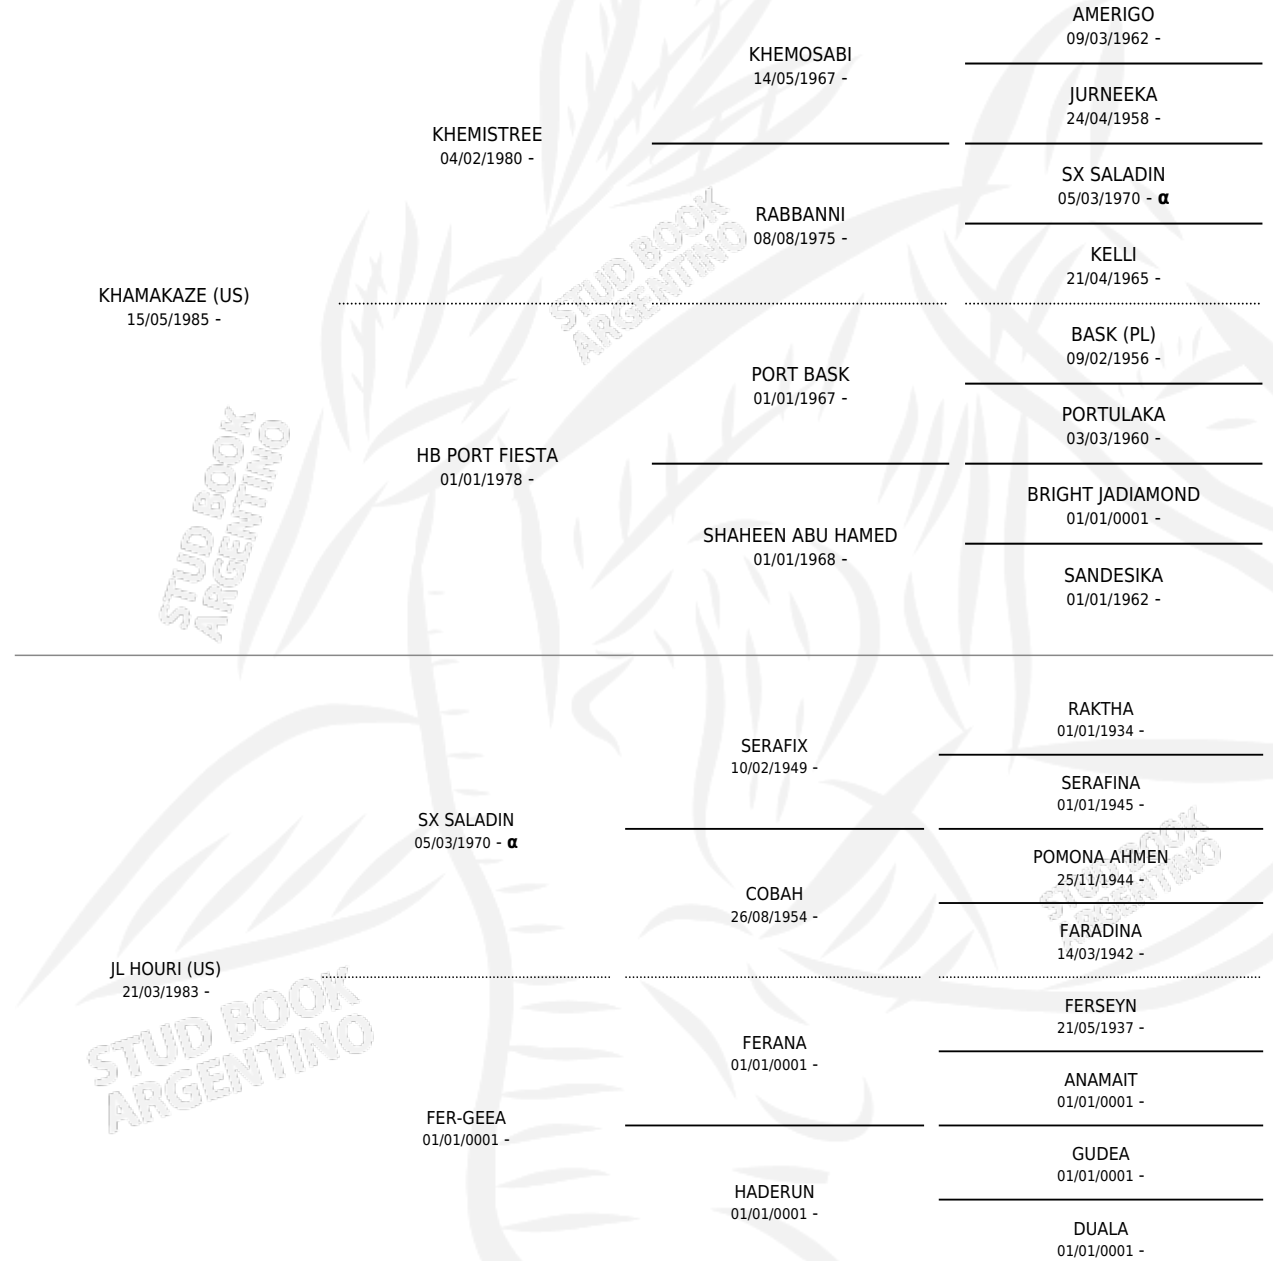 AMERIGO
09/03/1962 -
KHEMOSABI
14/05/1967 -
JURNEEKA
24/04/1958 -
KHEMISTREE
04/02/1980 -
SX SALADIN
05/03/1970 - α
RABBANNI
08/08/1975 -
KELLI
21/04/1965 -
KHAMAKAZE (US)
15/05/1985 -
BASK (PL)
09/02/1956 -
PORT BASK
01/01/1967 -
PORTULAKA
03/03/1960 -
HB PORT FIESTA
01/01/1978 -
BRIGHT JADIAMOND
01/01/0001 -
SHAHEEN ABU HAMED
01/01/1968 -
SANDESIKA
01/01/1962 -
RAKTHA
01/01/1934 -
SERAFIX
10/02/1949 -
SERAFINA
01/01/1945 -
SX SALADIN
05/03/1970 - α
POMONA AHMEN
25/11/1944 -
COBAH
26/08/1954 -
FARADINA
14/03/1942 -
JL HOURI (US)
21/03/1983 -
FERSEYN
21/05/1937 -
FERANA
01/01/0001 -
ANAMAIT
01/01/0001 -
FER-GEEA
01/01/0001 -
GUDEA
01/01/0001 -
HADERUN
01/01/0001 -
DUALA
01/01/0001 -
STUD BOOK
ARGENTINO
STUD BOOK
ARGENTINO
STUD BOOK
ARGENTINO
STUD BOOK
ARGENTINO